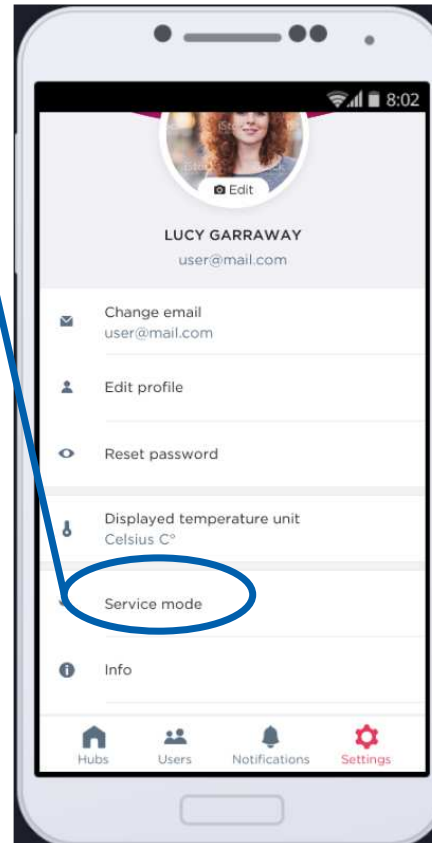 8:02
iStock
Edit
LUCY GARRAWAY
user@mail.com
Change email
user@mail.com
Edit profile
Reset password
Displayed temperature unit
Celsius C°
Service mode
Info
Hubs
Users
Notifications
Settings